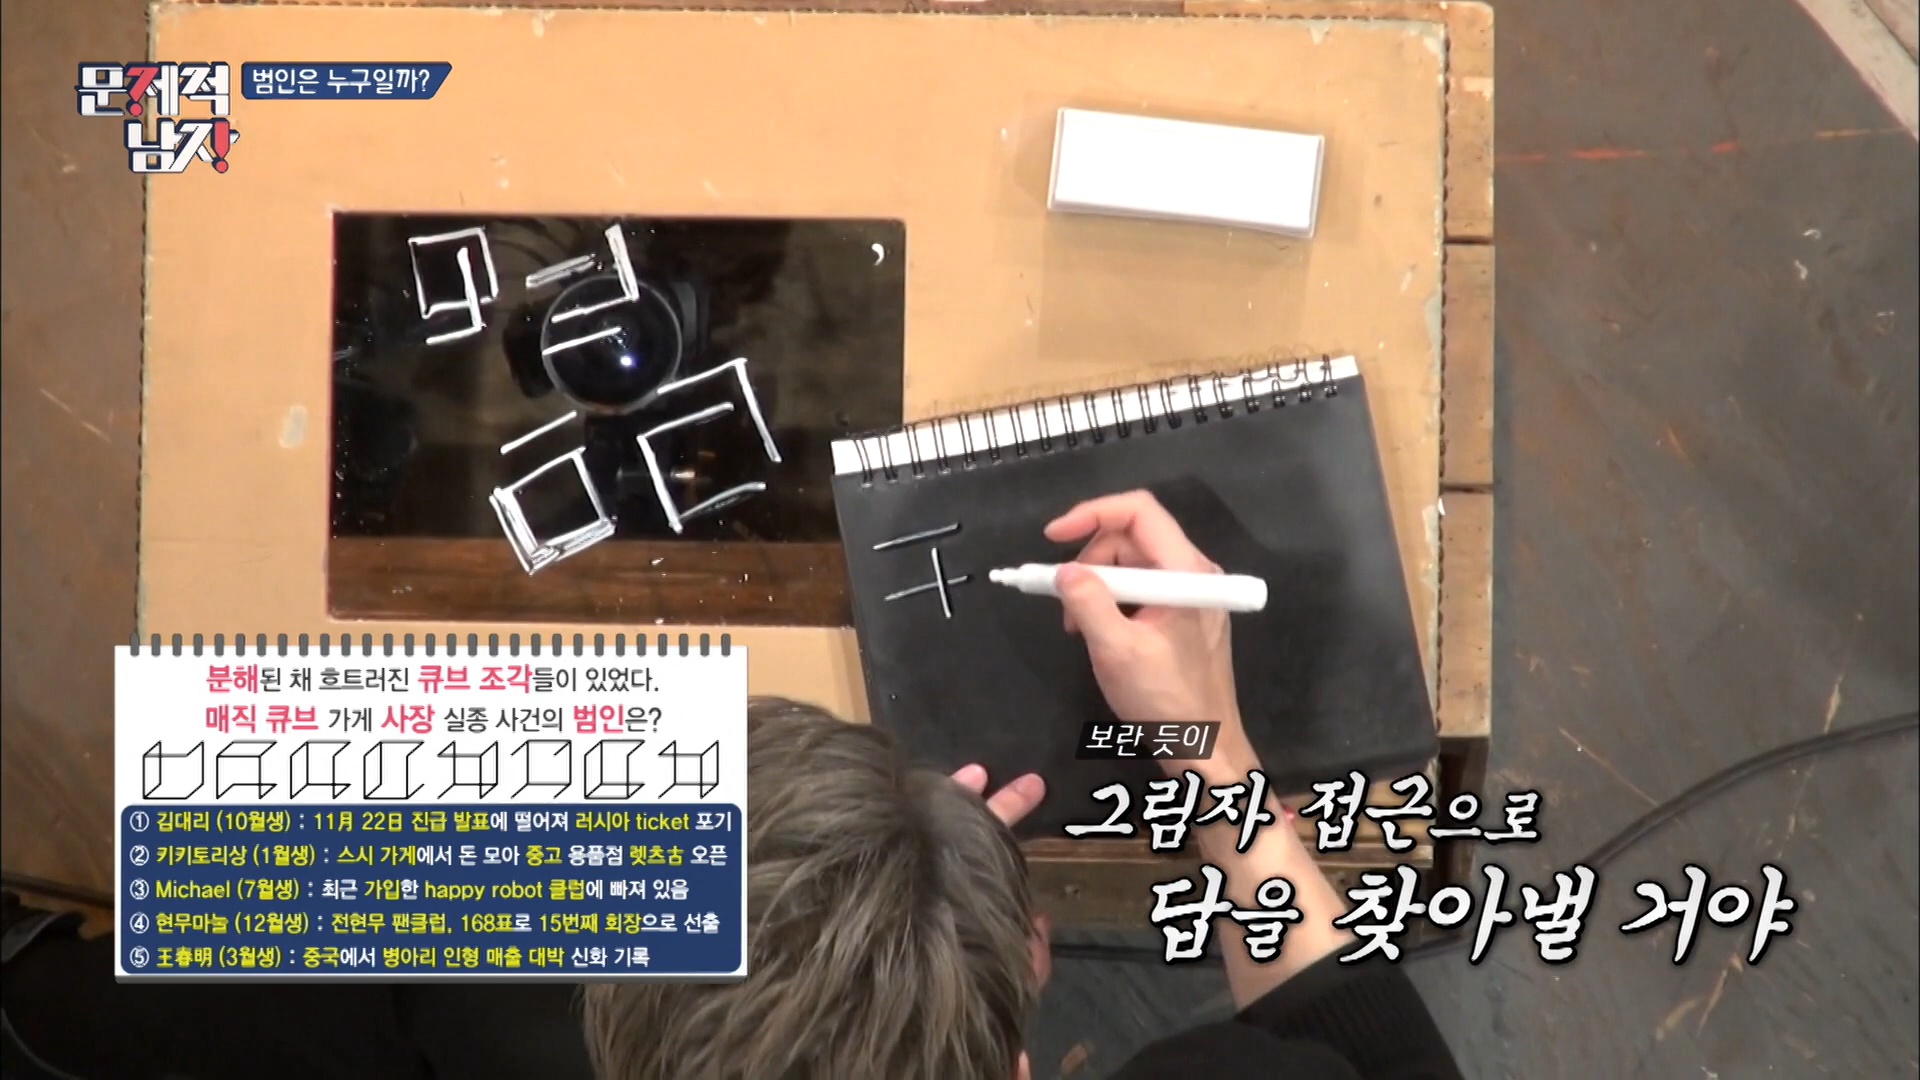 문제적
남자
범인은 누구일까?
분해된 채 흐트러진 큐브 조각들이 있었다.
매직 큐브 가게 사장 실종 사건의 범인은?
① 김대리 (10월생) : 11月 22日 진급 발표에 떨어져 러시아 ticket 포기
② 키키토리상 (1월생) : 스시 가게에서 돈 모아 중고 용품점 렛츠古 오픈
③ Michael (7월생) : 최근 가입한 happy robot 클럽에 빠져 있음
④ 현무마눌 (12월생) : 전현무 팬클럽, 168표로 15번째 회장으로 선출
⑤ 王春明 (3월생) : 중국에서 병아리 인형 매출 대박 신화 기록
보란 듯이
그림자 접근으로
답을 찾아낼 거야